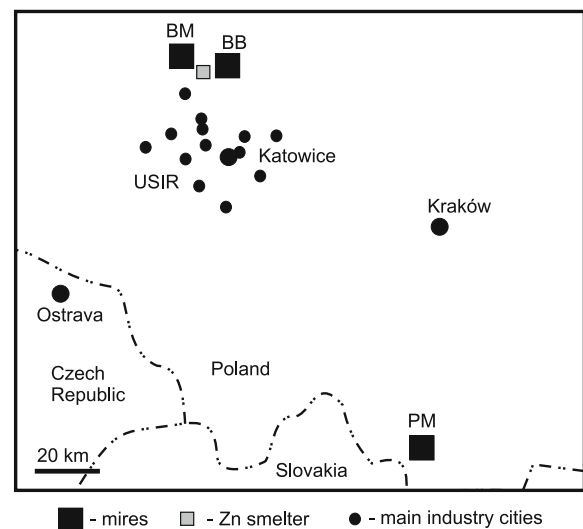 BM
BB
Katowice
USIR
Kraków
Ostrava
Czech
Republic
Poland
PM
20 km
Slovakia
- mires
- Zn smelter
- main industry cities